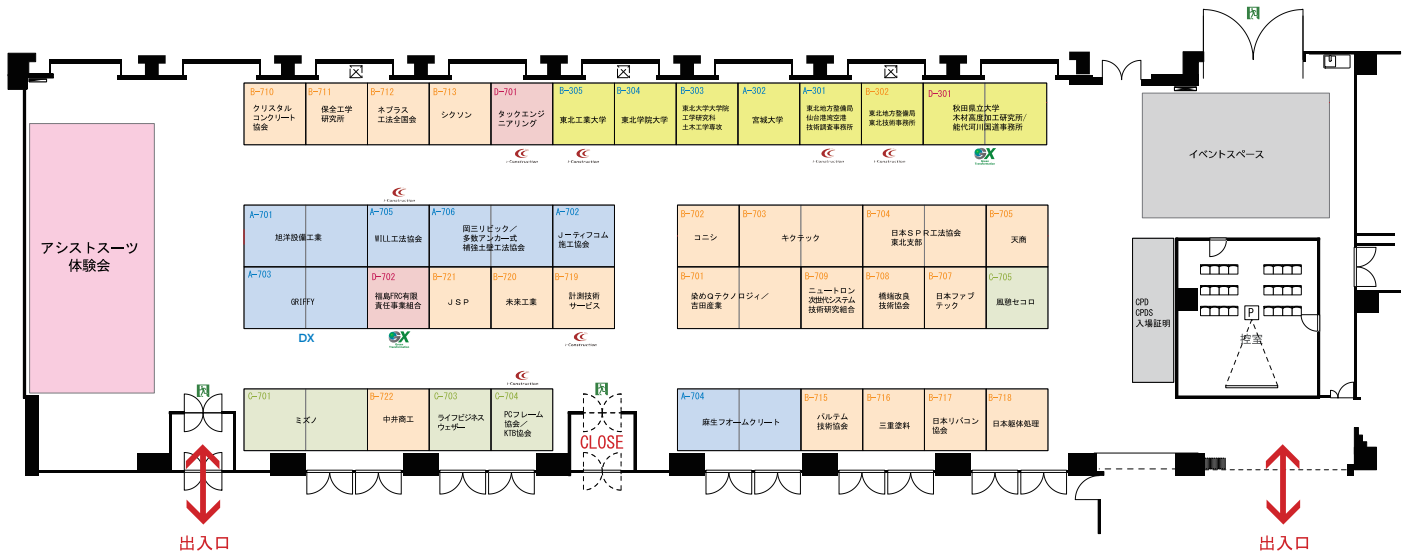 B-710
クリスタル
コンクリート
協会
B-711
保全工学
研究所
B-712
ネプラス
工法全国会
B-713
シクソン
D-701
タックエンジ
ニアリング
B-305
東北工業大学
B-304
東北学院大学
B-303
東北大学大学院
工学研究科
土木工学専攻
A-302
宮城大学
A-301
東北地方整備局
仙台港湾空港
技術調査事務所
B-302
東北地方整備局
東北技術事務所
D-301
秋田県立大学
木材高度加工研究所/
能代河川国道事務所
i-Construction
i-Construction
i-Construction
i-Construction
GX
Green
Transformation
アシストスーツ
体験会
イベントスペース
i-Construction
A-701
旭洋設備工業
A-705
WILL工法協会
A-706
岡三リビック/
多数アンカー式
補強土壁工法協会
A-702
Jーティフコム
施工協会
B-702
コニシ
B-703
キクテック
B-704
日本SPR工法協会
東北支部
B-705
天商
A-703
GRIFFY
D-702
福島FRC有限
責任事業組合
B-721
JSP
B-720
未来工業
B-719
計測技術
サービス
B-701
染めQテクノロジィ/
吉田産業
B-709
ニュートロン
次世代システム
技術研究組合
B-708
橋端改良
技術協会
B-707
日本ファブ
テック
C-705
風憩セコロ
CPD
CPDS
入場証明
P
控室
DX
GX
Green
Transformation
i-Construction
i-Construction
C-701
ミズノ
B-722
中井商工
C-703
ライフビジネス
ウェザー
C-704
PCフレーム
協会/
KTB協会
CLOSE
A-704
麻生フオームクリート
B-715
パルテム
技術協会
B-716
三重塗料
B-717
日本リバコン
協会
B-718
日本躯体処理
出入口
出入口